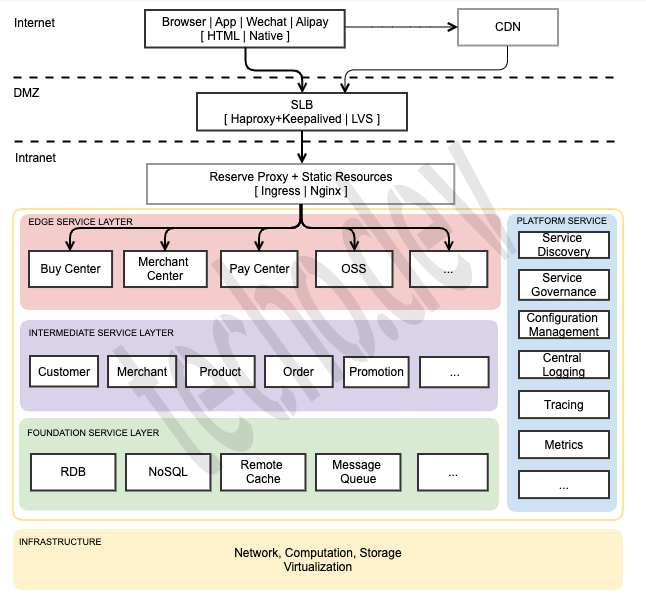 Internet
Browser | App | Wechat | Alipay
[ HTML | Native ]
CDN
DMZ
SLB
[ Haproxy+Keepalived | LVS ]
Intranet
Reserve Proxy + Static Resources
[ Ingress | Nginx ]
EDGE SERVICE LAYTER
Buy Center
Merchant
Center
Pay Center
OSS
...
INTERMEDIATE SERVICE LAYTER
Customer
Merchant
Product
Order
Promotion
...
FOUNDATION SERVICE LAYER
RDB
NoSQL
Remote
Cache
Message
Queue
...
PLATFORM SERVICE
Service
Discovery
Service
Governance
Configuration
Management
Central
Logging
Tracing
Metrics
...
INFRASTRUCTURE
Network, Computation, Storage
Virtualization
techo.dev